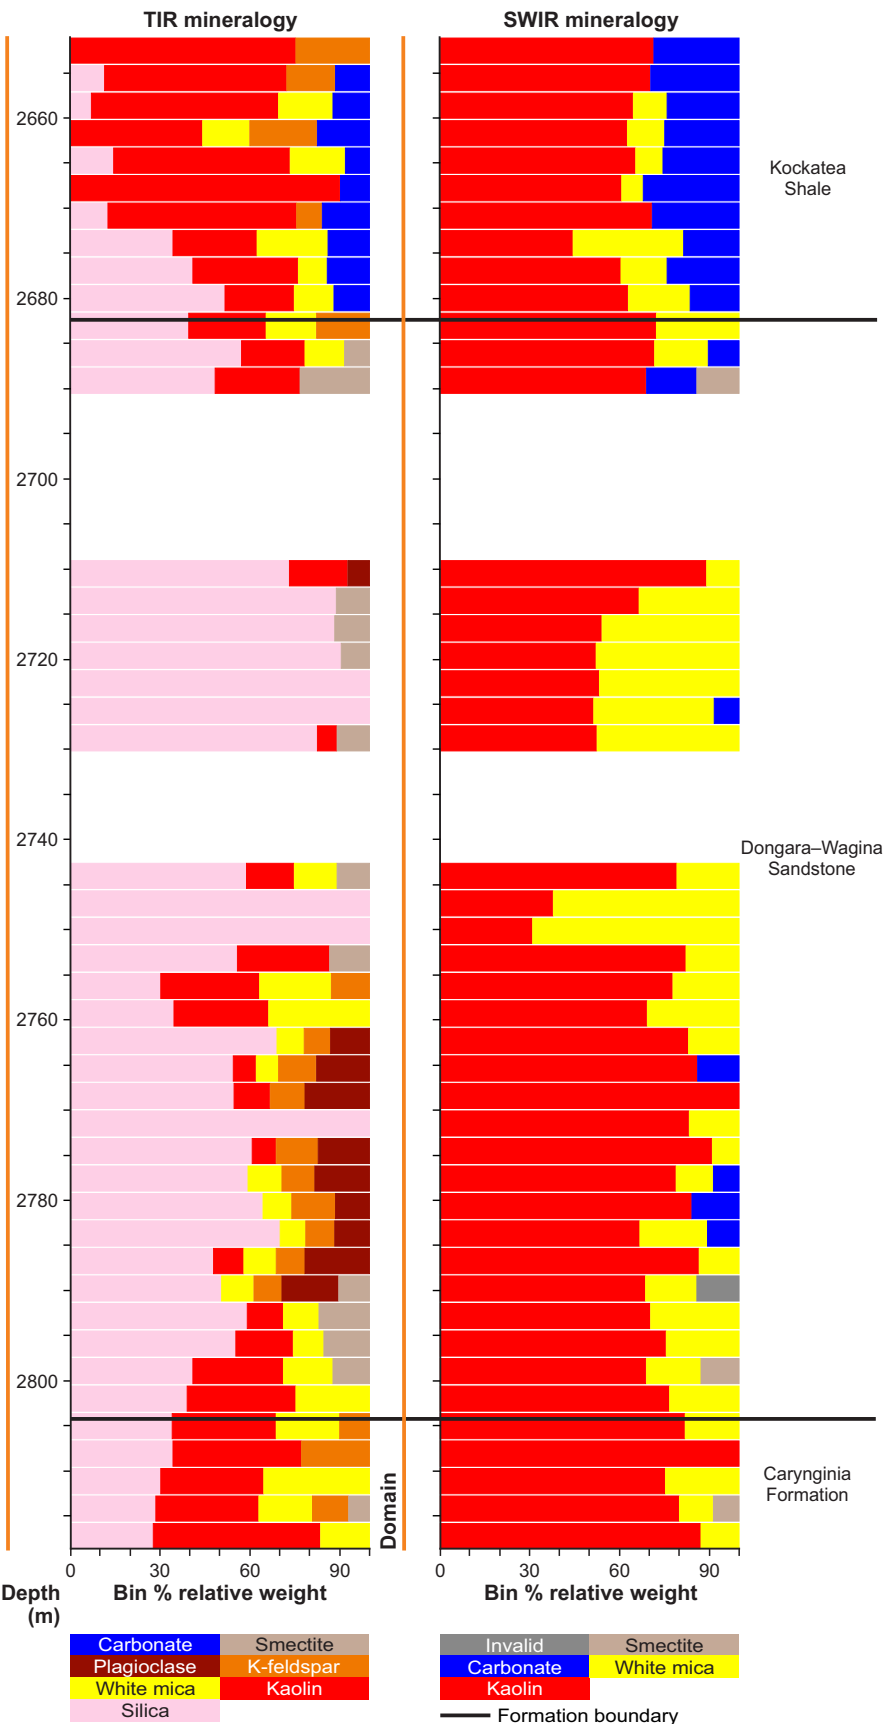 TIR mineralogy
SWIR mineralogy
2660
Kockatea
Shale
2680
2700
2720
2740
Dongara–Wagina
Sandstone
2760
2780
2800
Carynginia
Formation
Domain
0 30 60 90
0 30 60 90
Depth
(m)
Bin % relative weight
Bin % relative weight
Carbonate Smectite
Plagioclase K-feldspar
White mica Kaolin
Silica
Invalid Smectite
Carbonate White mica
Kaolin
Formation boundary